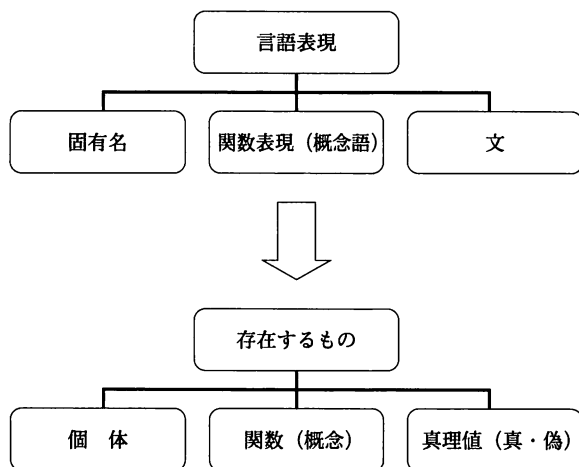 言語表現
固有名
関数表現（概念語）
文
存在するもの
個　体
関数（概念）
真理値（真・偽）